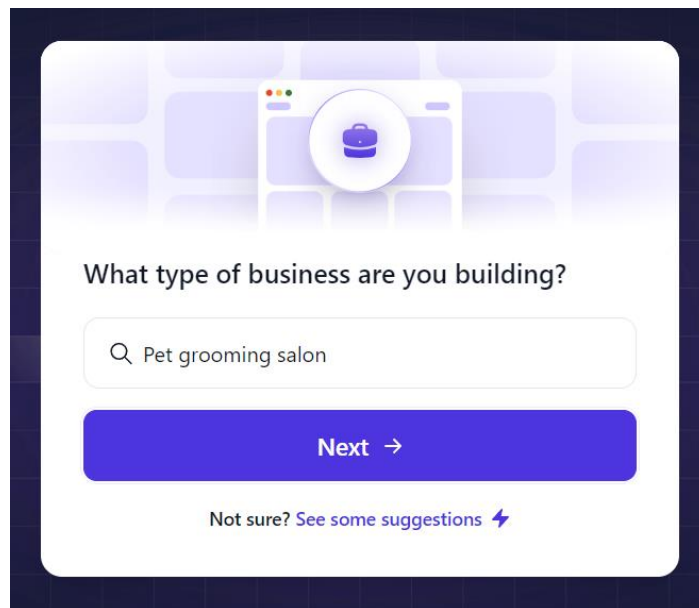 What type of business are you building?
Pet grooming salon
Next →
Not sure? See some suggestions